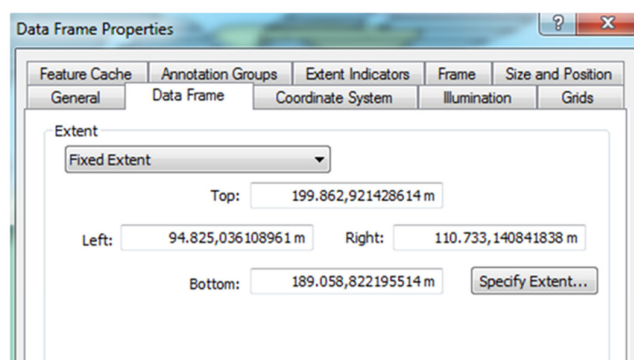 Data Frame Properties
?
X
Feature Cache Annotation Groups Extent Indicators Frame Size and Position
General Data Frame Coordinate System Illumination Grids
Extent
Fixed Extent
Top: 199.862,921428614 m
Left: 94.825,036108961 m Right: 110.733,140841838 m
Bottom: 189.058,822195514 m Specify Extent...